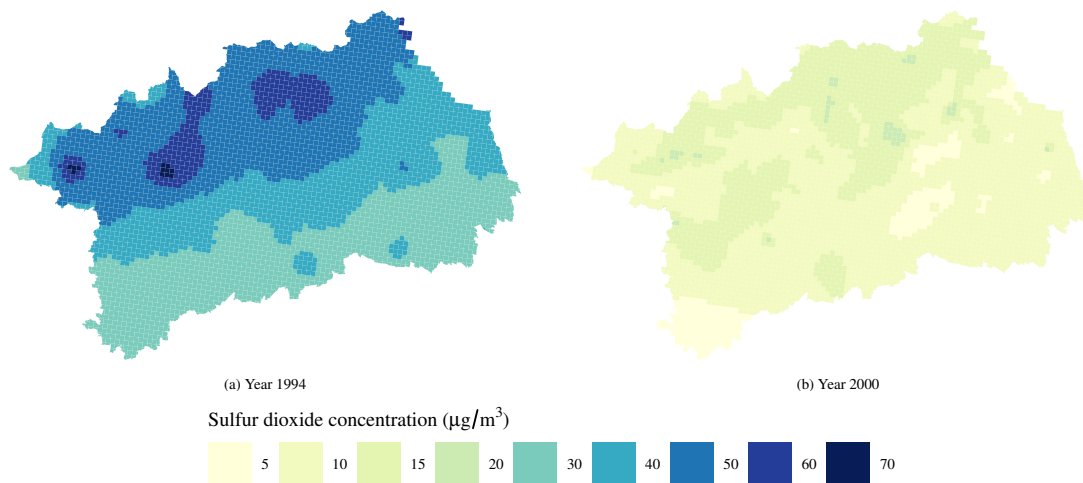 (a) Year 1994
(b) Year 2000
Sulfur dioxide concentration (μg/m³)
5 10 15 20 30 40 50 60 70